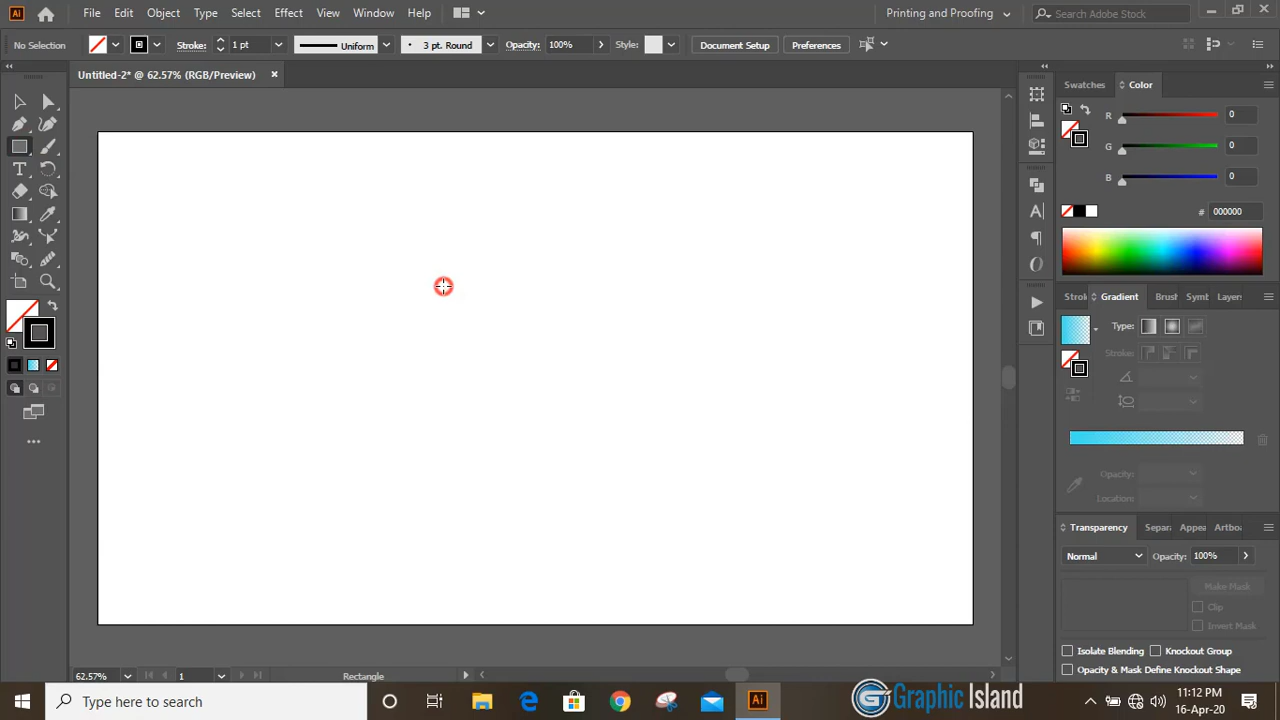 Ai File Edit Object Type Select Effect View Window Help Printing and Proofing Search Adobe Stock
No Selection Stroke: 1 pt Uniform 3 pt. Round Opacity: 100% Style: Document Setup Preferences
Untitled-2* @ 62.57% (RGB/Preview)
Swatches Color
R 0
G 0
B 0
# 000000
Strok Gradient Brush Symb Layers
Type:
Stroke:
Opacity:
Location:
Transparency Separ Appea Artbo
Normal Opacity: 100%
Make Mask
Clip
Invert Mask
Isolate Blending Knockout Group
Opacity & Mask Define Knockout Shape
62.57% 1 Rectangle
Type here to search
Ai
Graphic Island
11:12 PM
16-Apr-20